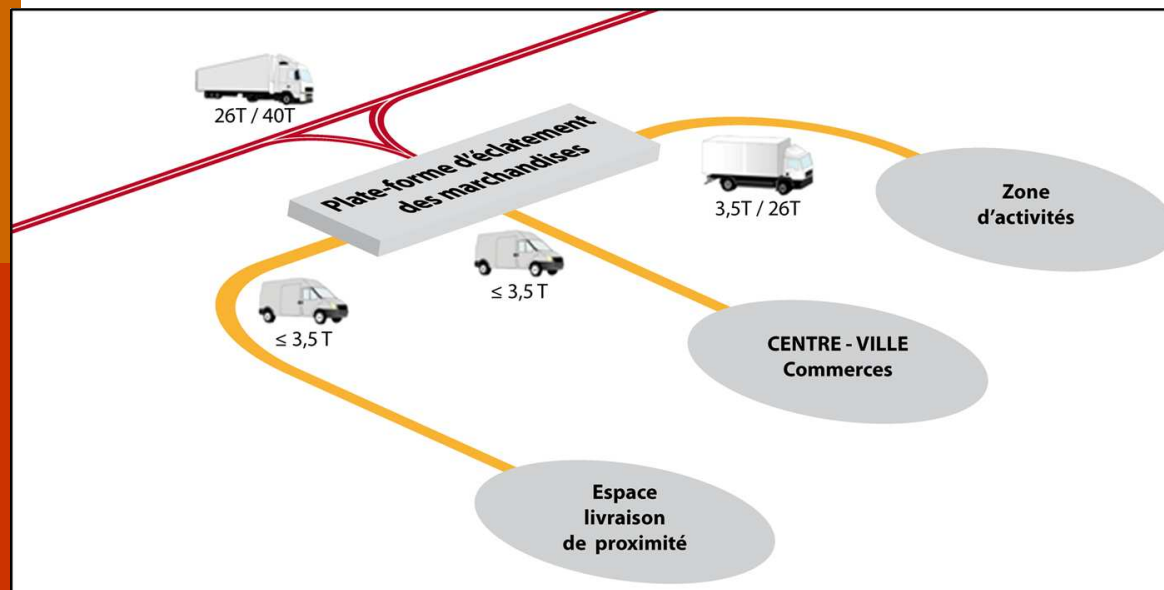 26T / 40T
Plate-forme d'éclatement
des marchandises
3,5T / 26T
Zone
d'activités
≤ 3,5 T
≤ 3,5 T
CENTRE - VILLE
Commerces
Espace
livraison
de proximité